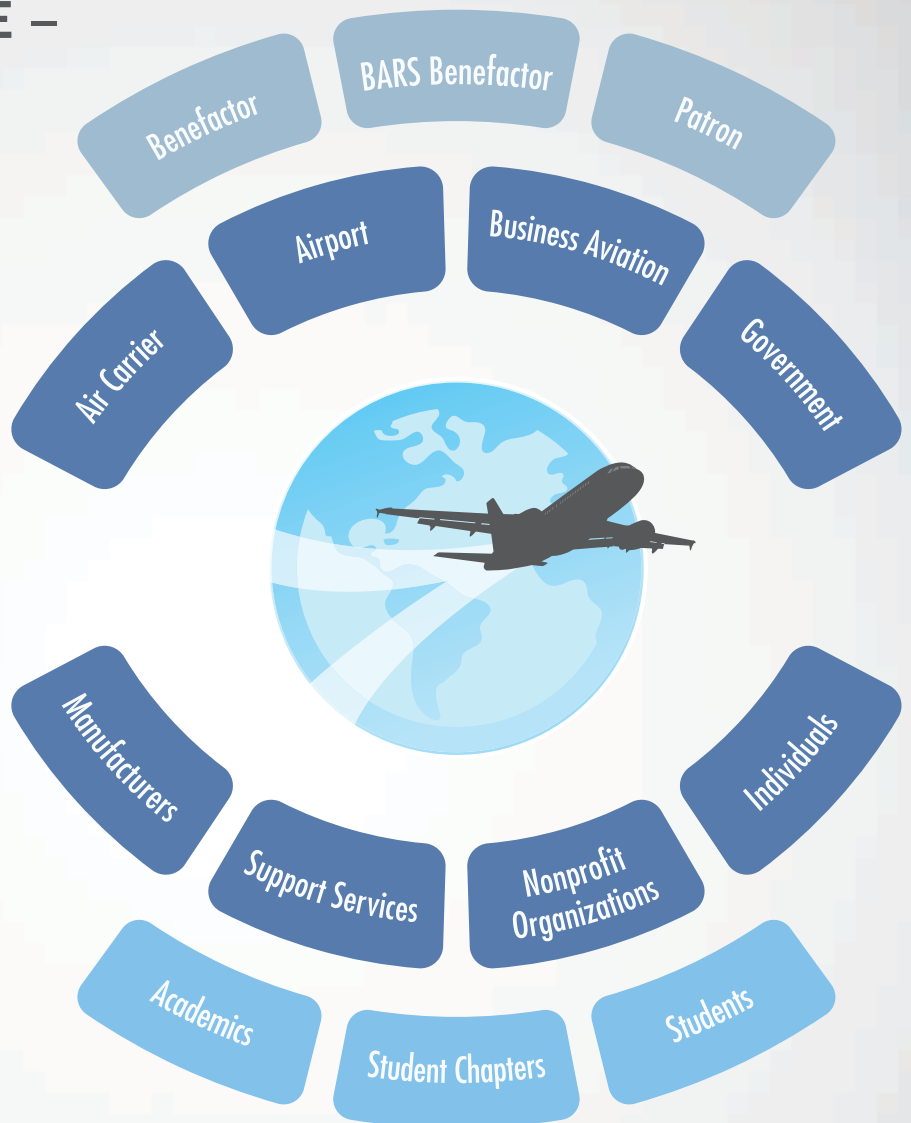 E –
Benefactor
BARS Benefactor
Patron
Airport
Business Aviation
Air Carrier
Government
Manufacturers
Individuals
Support Services
Nonprofit
Organizations
Academics
Student Chapters
Students